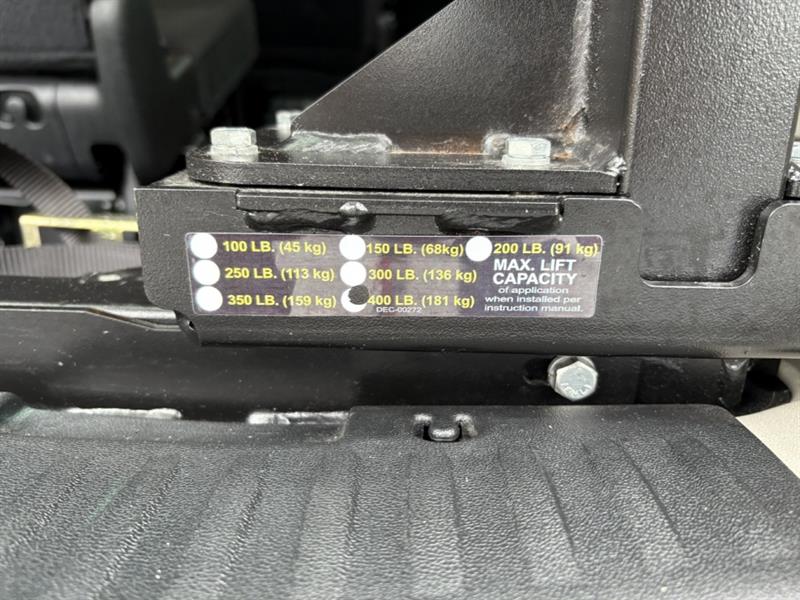 100 LB. (45 kg) 150 LB. (68kg) 200 LB. (91 kg)
250 LB. (113 kg) 300 LB. (136 kg)
350 LB. (159 kg) 400 LB. (181 kg)
DEC-00272
MAX. LIFT
CAPACITY
of application
when installed per
instruction manual.